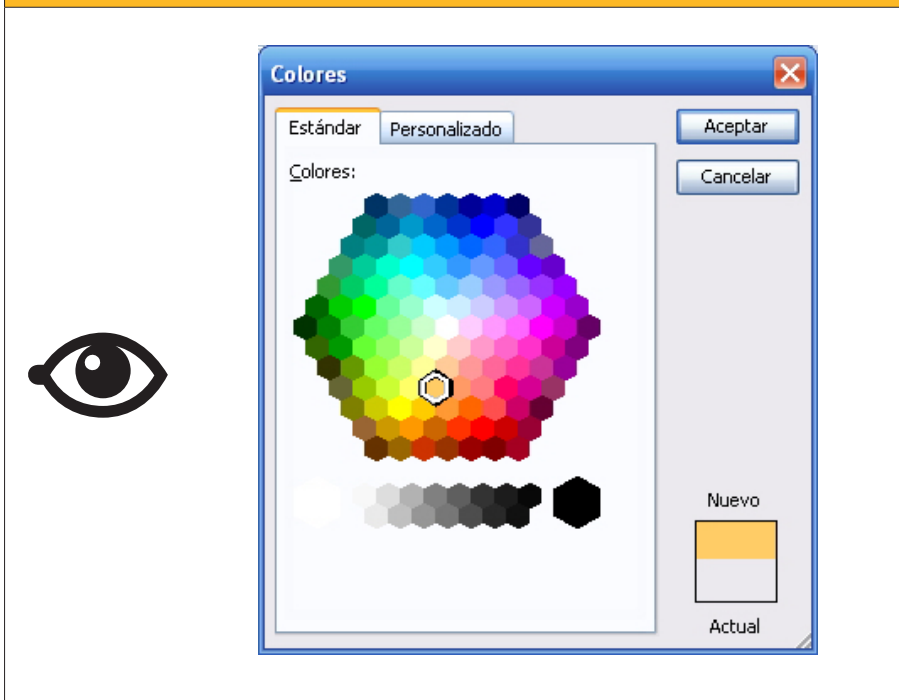 Colores
Estándar
Personalizado
Aceptar
Cancelar
Colores:
Nuevo
Actual